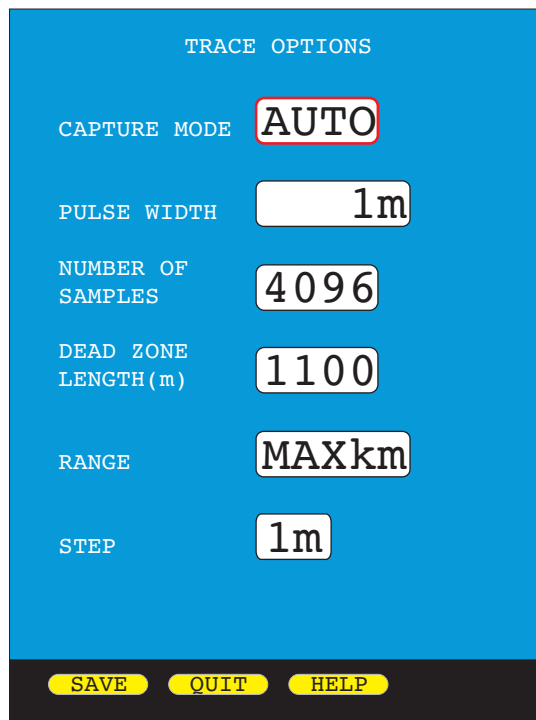 TRACE OPTIONS
CAPTURE MODE AUTO
PULSE WIDTH 1m
NUMBER OF
SAMPLES 4096
DEAD ZONE
LENGTH(m) 1100
RANGE MAXkm
STEP 1m
SAVE QUIT HELP